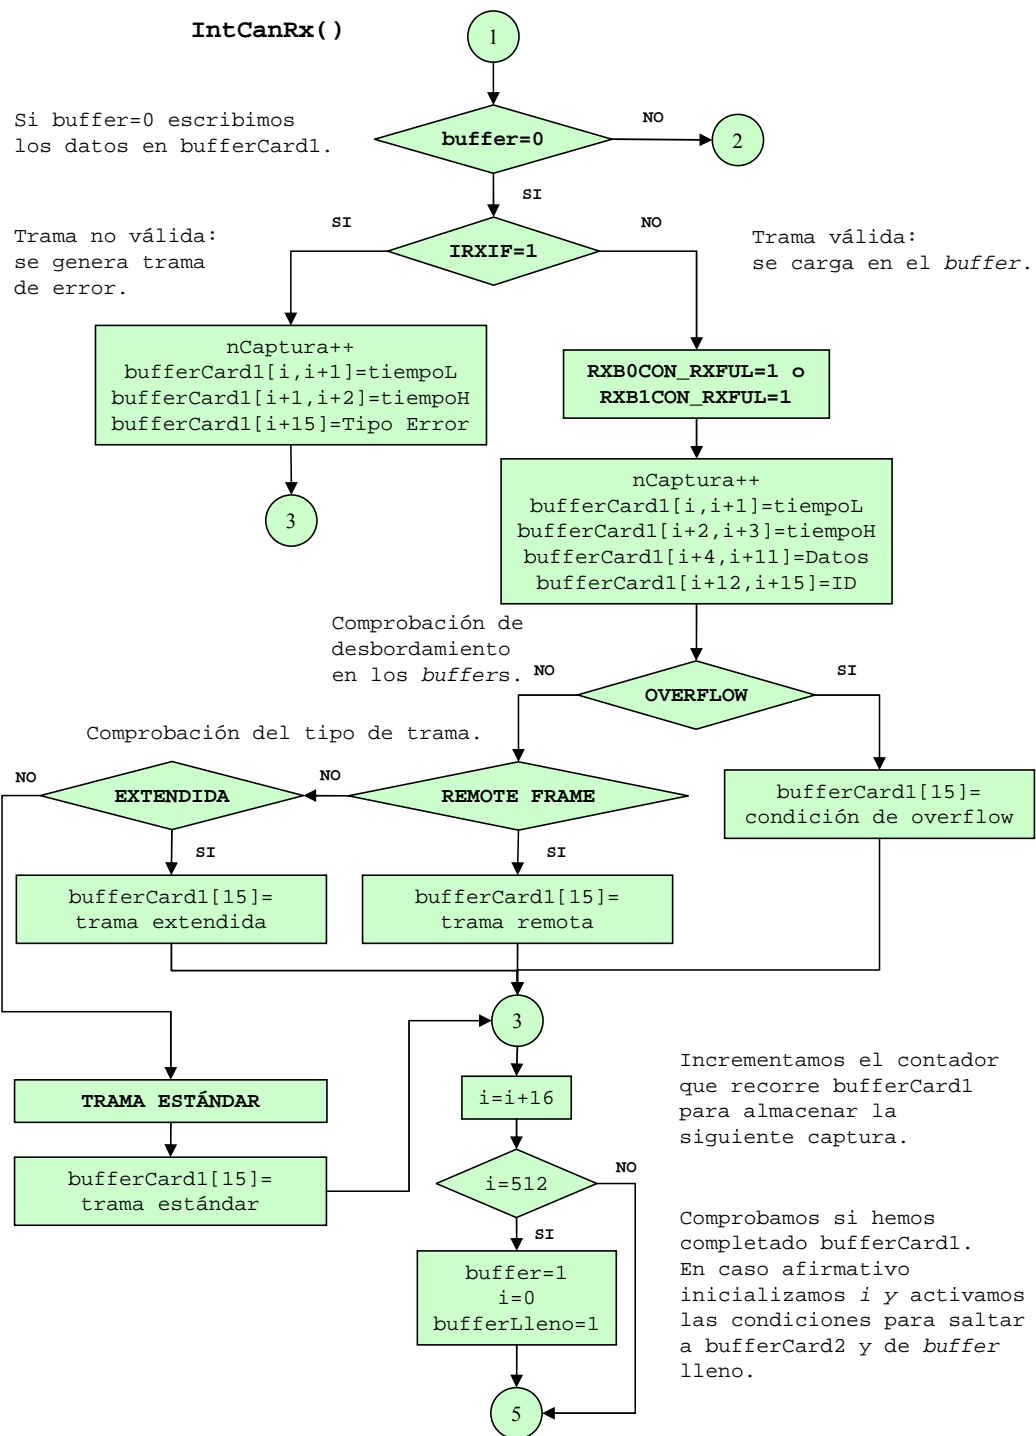 IntCanRx()
1
Si buffer=0 escribimos
los datos en bufferCard1.
buffer=0
NO
2
SI
Trama no válida:
se genera trama
de error.
SI
IRXIF=1
NO
Trama válida:
se carga en el buffer.
nCaptura++
bufferCard1[i,i+1]=tiempoL
bufferCard1[i+1,i+2]=tiempoH
bufferCard1[i+15]=Tipo Error
RXB0CON_RXFUL=1 o
RXB1CON_RXFUL=1
3
nCaptura++
bufferCard1[i,i+1]=tiempoL
bufferCard1[i+2,i+3]=tiempoH
bufferCard1[i+4,i+11]=Datos
bufferCard1[i+12,i+15]=ID
Comprobación de
desbordamiento
en los buffers.
NO
OVERFLOW
SI
Comprobación del tipo de trama.
NO
EXTENDIDA
NO
REMOTE FRAME
bufferCard1[15]=
condición de overflow
SI
SI
bufferCard1[15]=
trama extendida
bufferCard1[15]=
trama remota
3
TRAMA ESTÁNDAR
i=i+16
Incrementamos el contador
que recorre bufferCard1
para almacenar la
siguiente captura.
bufferCard1[15]=
trama estándar
i=512
NO
SI
buffer=1
i=0
bufferLleno=1
Comprobamos si hemos
completado bufferCard1.
En caso afirmativo
inicializamos i y activamos
las condiciones para saltar
a bufferCard2 y de buffer
lleno.
5